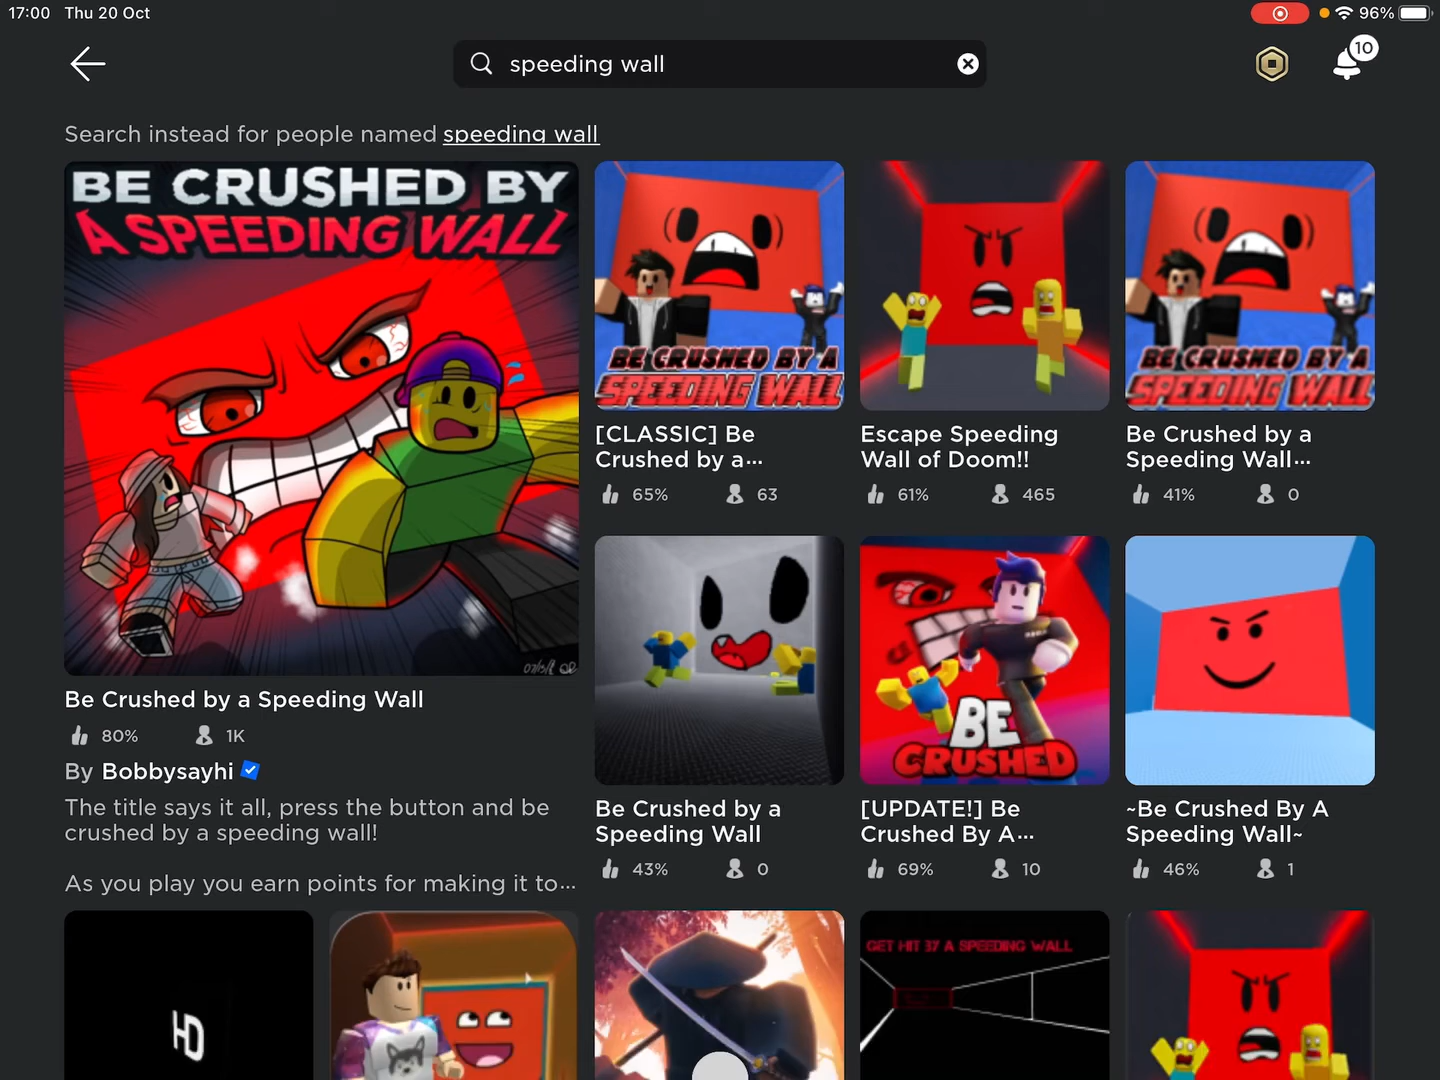 17:00 Thu 20 Oct
96%
speeding wall
10
Search instead for people named speeding wall
BE CRUSHED BY
A SPEEDING WALL
Be Crushed by a Speeding Wall
80% 1K
By Bobbysayhi
The title says it all, press the button and be
crushed by a speeding wall!
As you play you earn points for making it to...
BE CRUSHED BY A
SPEEDING WALL
[CLASSIC] Be
Crushed by a...
65% 63
Escape Speeding
Wall of Doom!!
61% 465
BE CRUSHED BY A
SPEEDING WALL
Be Crushed by a
Speeding Wall...
41% 0
Be Crushed by a
Speeding Wall
43% 0
BE
CRUSHED
[UPDATE!] Be
Crushed By A...
69% 10
~Be Crushed By A
Speeding Wall~
46% 1
HD
GET HIT BY A SPEEDING WALL